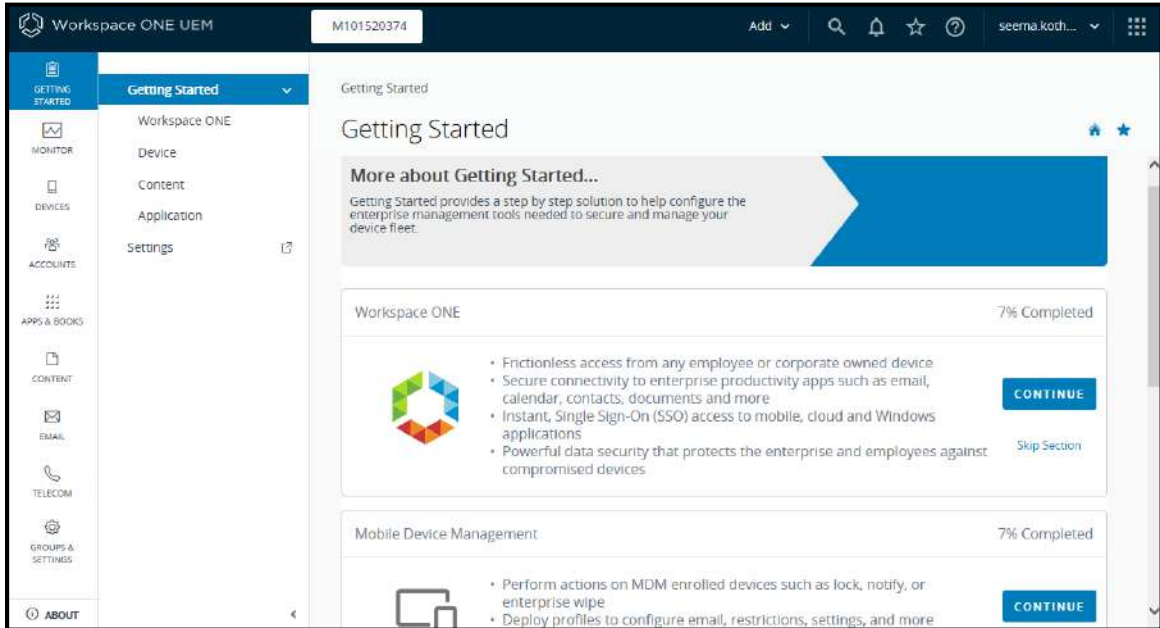 Workspace ONE UEM
M101520374
Add
seema.koth...
GETTING
STARTED
MONITOR
DEVICES
ACCOUNTS
APPS & BOOKS
CONTENT
EMAIL
TELECOM
GROUPS &
SETTINGS
ABOUT
Getting Started
Workspace ONE
Device
Content
Application
Settings
Getting Started
Getting Started
More about Getting Started...
Getting Started provides a step by step solution to help configure the
enterprise management tools needed to secure and manage your
device fleet.
Workspace ONE
7% Completed
• Frictionless access from any employee or corporate owned device
• Secure connectivity to enterprise productivity apps such as email,
calendar, contacts, documents and more
• Instant, Single Sign-On (SSO) access to mobile, cloud and Windows
applications
• Powerful data security that protects the enterprise and employees against
compromised devices
CONTINUE
Skip Section
Mobile Device Management
7% Completed
• Perform actions on MDM enrolled devices such as lock, notify, or
enterprise wipe
• Deploy profiles to configure email, restrictions, settings, and more
CONTINUE